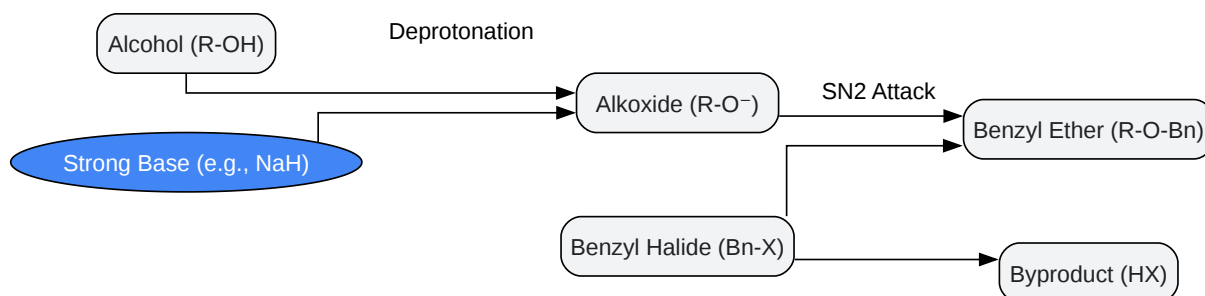 Alcohol (R-OH)
Deprotonation
Strong Base (e.g., NaH)
Alkoxide (R-O⁻)
SN2 Attack
Benzyl Ether (R-O-Bn)
Benzyl Halide (Bn-X)
Byproduct (HX)